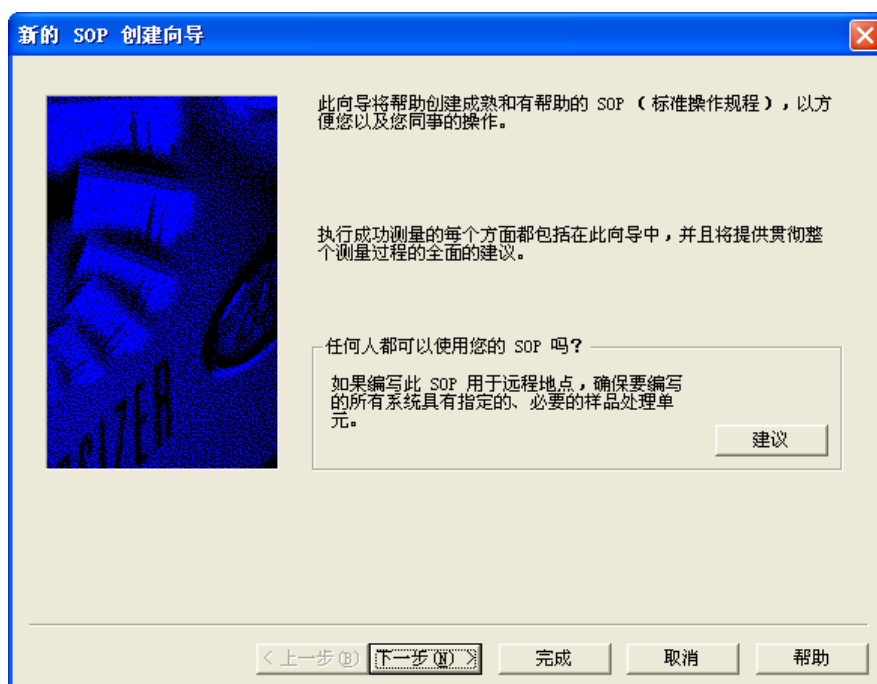 新的 SOP 创建向导
此向导将帮助创建成熟和有帮助的 SOP （标准操作规程），以方
便您以及您同事的操作。
执行成功测量的每个方面都包括在此向导中，并且将提供贯彻整
个测量过程的全面的建议。
任何人都可以使用您的 SOP 吗？
如果编写此 SOP 用于远程地点，确保要编写
的所有系统具有指定的、必要的样品处理单
元。
建议
< 上一步(B) 下一步(N) > 完成 取消 帮助